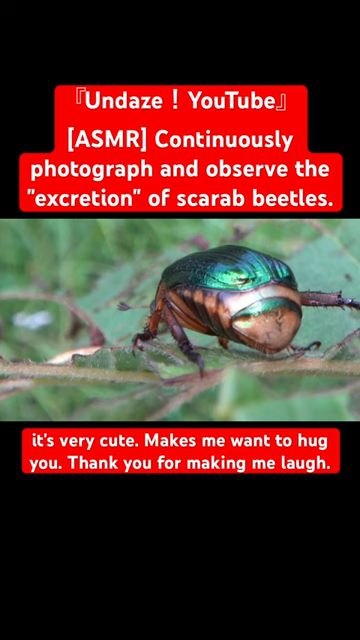 『Undaze！YouTube』
[ASMR] Continuously
photograph and observe the
"excretion" of scarab beetles.
it's very cute. Makes me want to hug
you. Thank you for making me laugh.